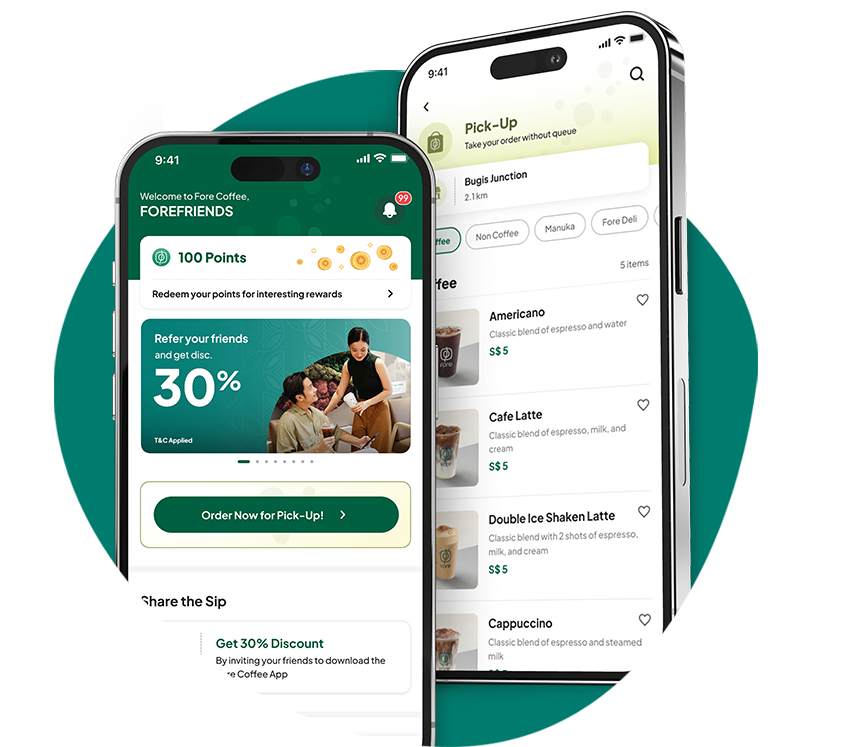 9:41
Welcome to Fore Coffee,
FOREFRIENDS
99
100 Points
Redeem your points for interesting rewards
Refer your friends
and get disc.
30%
T&C Applied
Order Now for Pick-Up!
Share the Sip
Get 30% Discount
By inviting your friends to download the
re Coffee App
9:41
Pick-Up
Take your order without queue
Bugis Junction
2.1 km
ffee
Non Coffee
Manuka
Fore Deli
5 items
fee
Americano
Classic blend of espresso and water
S$ 5
FORE
Cafe Latte
Classic blend of espresso, milk, and
cream
S$ 5
Double Ice Shaken Latte
Classic blend with 2 shots of espresso,
milk, and cream
S$ 5
Cappuccino
Classic blend of espresso and steamed
milk